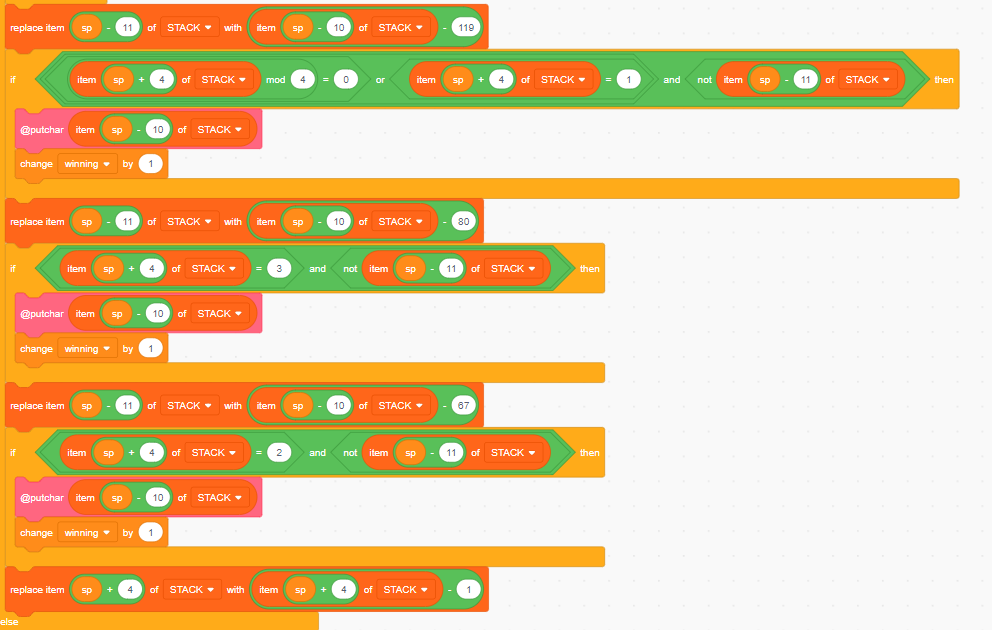 replace item sp - 11 of STACK with item sp - 10 of STACK - 119
if item sp + 4 of STACK mod 4 = 0 or item sp + 4 of STACK = 1 and not item sp - 11 of STACK then
@putchar item sp - 10 of STACK
change winning by 1
replace item sp - 11 of STACK with item sp - 10 of STACK - 80
if item sp + 4 of STACK = 3 and not item sp - 11 of STACK then
@putchar item sp - 10 of STACK
change winning by 1
replace item sp - 11 of STACK with item sp - 10 of STACK - 67
if item sp + 4 of STACK = 2 and not item sp - 11 of STACK then
@putchar item sp - 10 of STACK
change winning by 1
replace item sp + 4 of STACK with item sp + 4 of STACK - 1
else